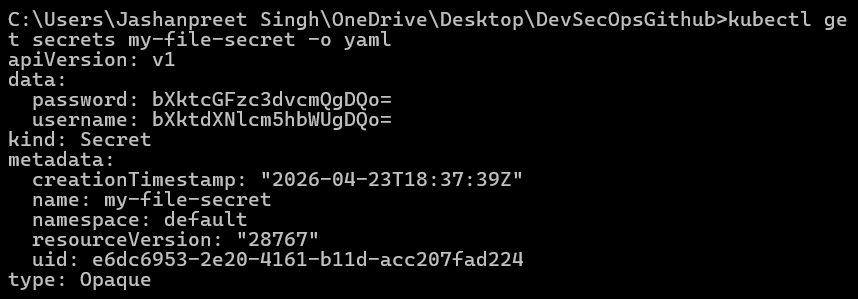 C:\Users\Jashanpreet Singh\OneDrive\Desktop\DevSecOpsGithub>kubectl ge
t secrets my-file-secret -o yaml
apiVersion: v1
data:
  password: bXktcGFzc3dvcmQgDQo=
  username: bXktdXNlcm5hbWUgDQo=
kind: Secret
metadata:
  creationTimestamp: "2026-04-23T18:37:39Z"
  name: my-file-secret
  namespace: default
  resourceVersion: "28767"
  uid: e6dc6953-2e20-4161-b11d-acc207fad224
type: Opaque